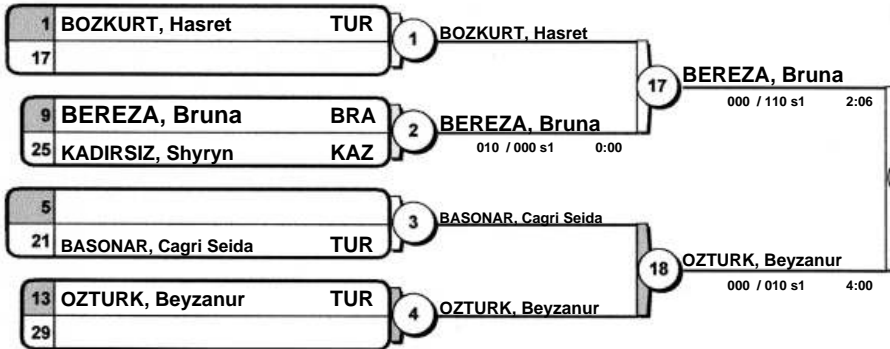 1 BOZKURT, Hasret TUR
17
1
BOZKURT, Hasret
9 BEREZA, Bruna BRA
25 KADIRSIZ, Shyryn KAZ
2
BEREZA, Bruna
010 / 000 s1 0:00
17
BEREZA, Bruna
000 / 110 s1 2:06
5
21 BASONAR, Cagri Seida TUR
3
BASONAR, Cagri Seida
13 OZTURK, Beyzanur TUR
29
4
OZTURK, Beyzanur
18
OZTURK, Beyzanur
000 / 010 s1 4:00